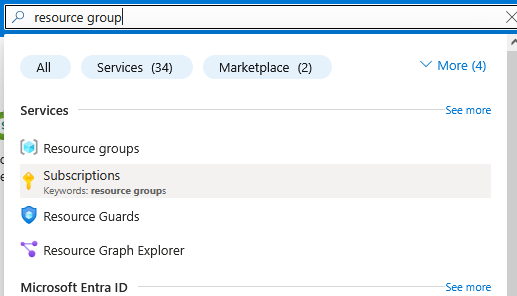 resource group
All
Services (34)
Marketplace (2)
More (4)
Services
See more
Resource groups
Subscriptions
Keywords: resource groups
Resource Guards
Resource Graph Explorer
Microsoft Entra ID
See more